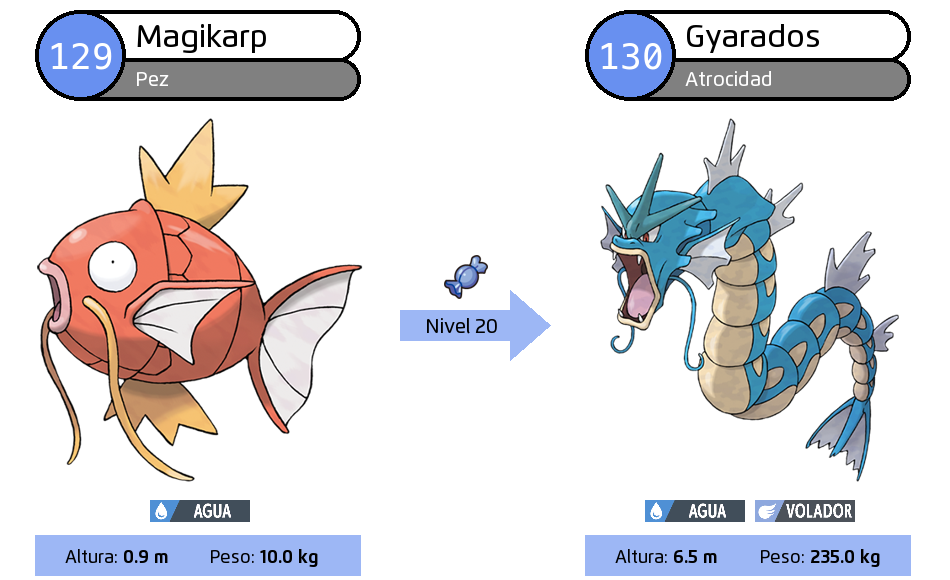 129
Magikarp
Pez
130
Gyarados
Atrocidad
Nivel 20
AGUA
AGUA
VOLADOR
Altura: 0.9 m Peso: 10.0 kg
Altura: 6.5 m Peso: 235.0 kg